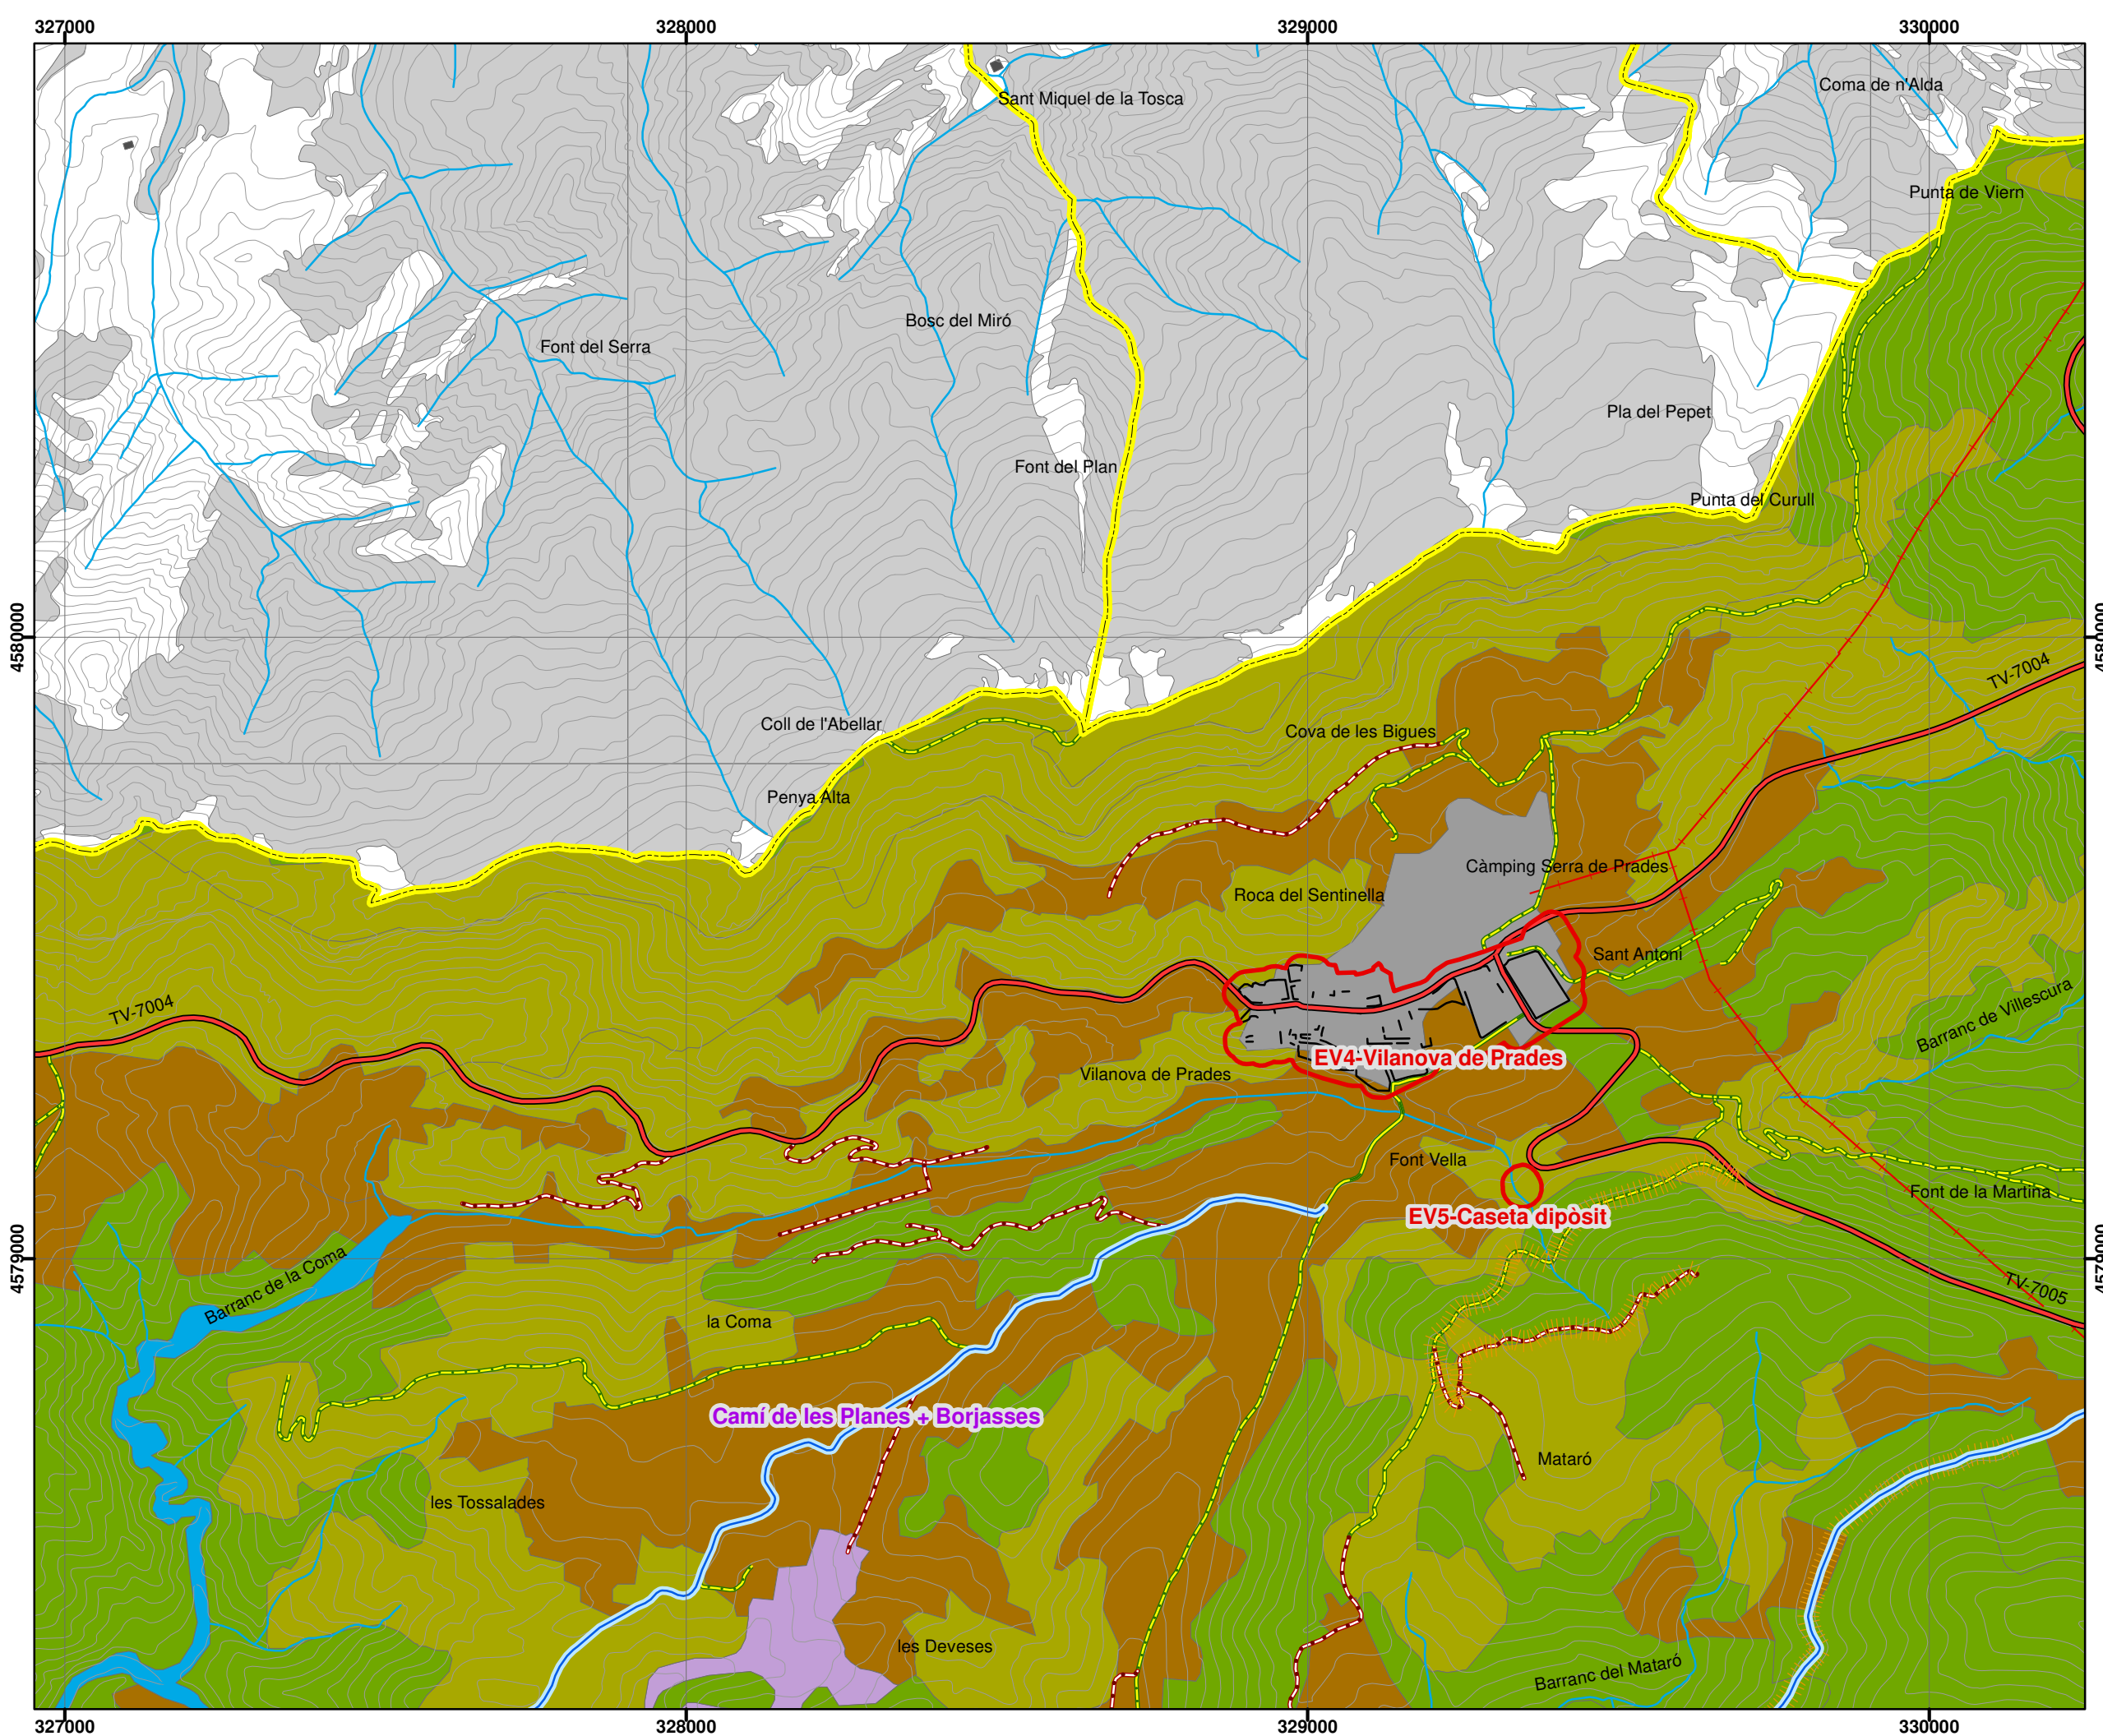 327000 328000 329000 330000
Coma de n'Alda
Sant Miquel de la Tosca
Punta de Viern
Bosc del Miró
Font del Serra
Pla del Pepet
Font del Plan
Punta del Curull
4580000 4580000
TV-7004
Coll de l'Abellar
Cova de les Bigues
Penya Alta
Càmping Serra de Prades
Roca del Sentinella
Sant Antoni
TV-7004
Barranc de Villescura
EV4-Vilanova de Prades
Vilanova de Prades
Font Vella
Font de la Martina
EV5-Caseta dipòsit
4579000 4579000
Barranc de la Coma
TV-7005
la Coma
Camí de les Planes + Borjasses
Mataró
les Tossalades
les Deveses
Barranc del Mataró
327000 328000 329000 330000